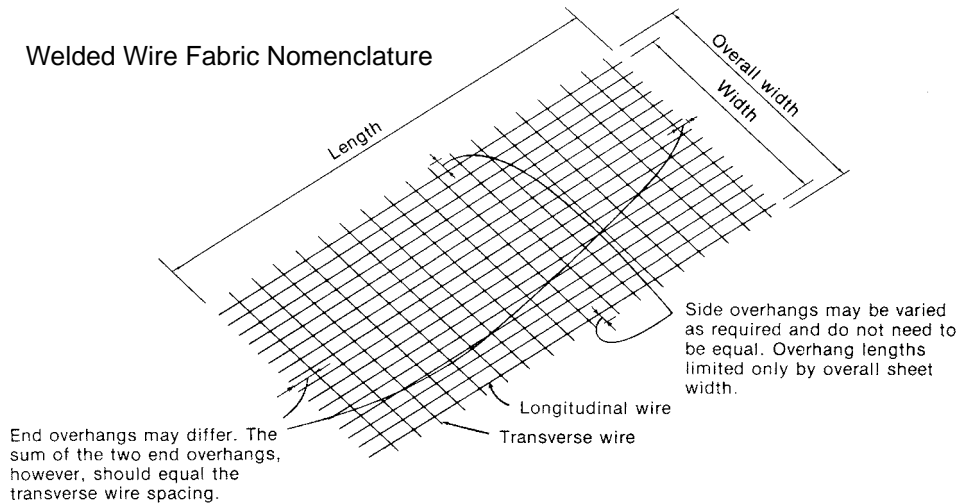 Welded Wire Fabric Nomenclature
Length
Overall width
Width
Side overhangs may be varied
as required and do not need to
be equal. Overhang lengths
limited only by overall sheet
width.
Longitudinal wire
Transverse wire
End overhangs may differ. The
sum of the two end overhangs,
however, should equal the
transverse wire spacing.